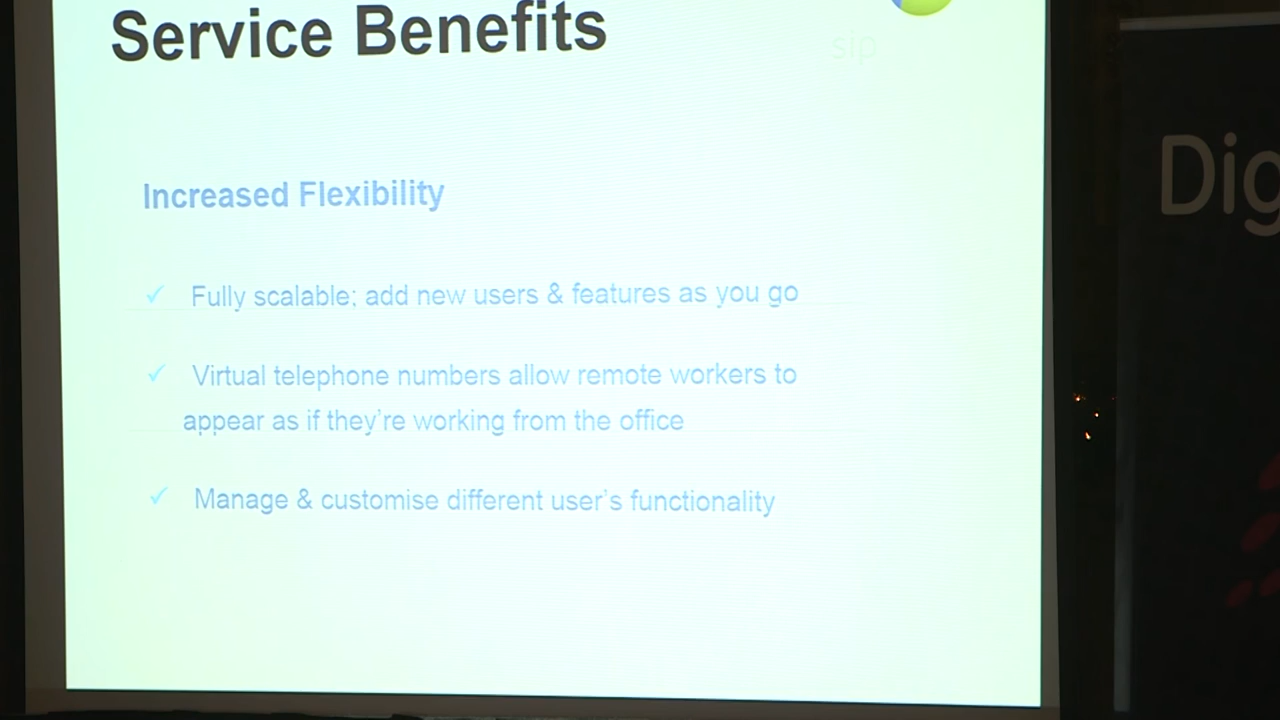 Service Benefits
sip
Increased Flexibility
✓ Fully scalable; add new users & features as you go
✓ Virtual telephone numbers allow remote workers to
appear as if they're working from the office
✓ Manage & customise different user's functionality
Dig